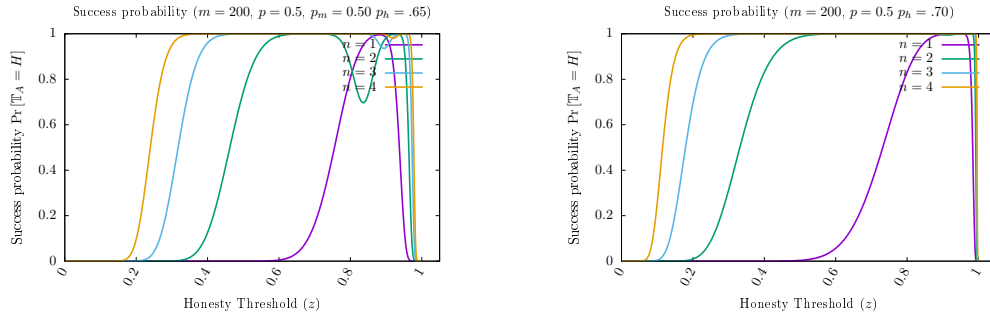 Success probability (m = 200, p = 0.5, p_m = 0.50 p_h = .65)
Success probability Pr [𝕋_A = H]
1
0.8
0.6
0.4
0.2
0
n = 1
n = 2
n = 3
n = 4
0
0.2
0.4
0.6
0.8
1
Honesty Threshold (z)
Success probability (m = 200, p = 0.5 p_h = .70)
Success probability Pr [𝕋_A = H]
1
0.8
0.6
0.4
0.2
0
n = 1
n = 2
n = 3
n = 4
0
0.2
0.4
0.6
0.8
1
Honesty Threshold (z)